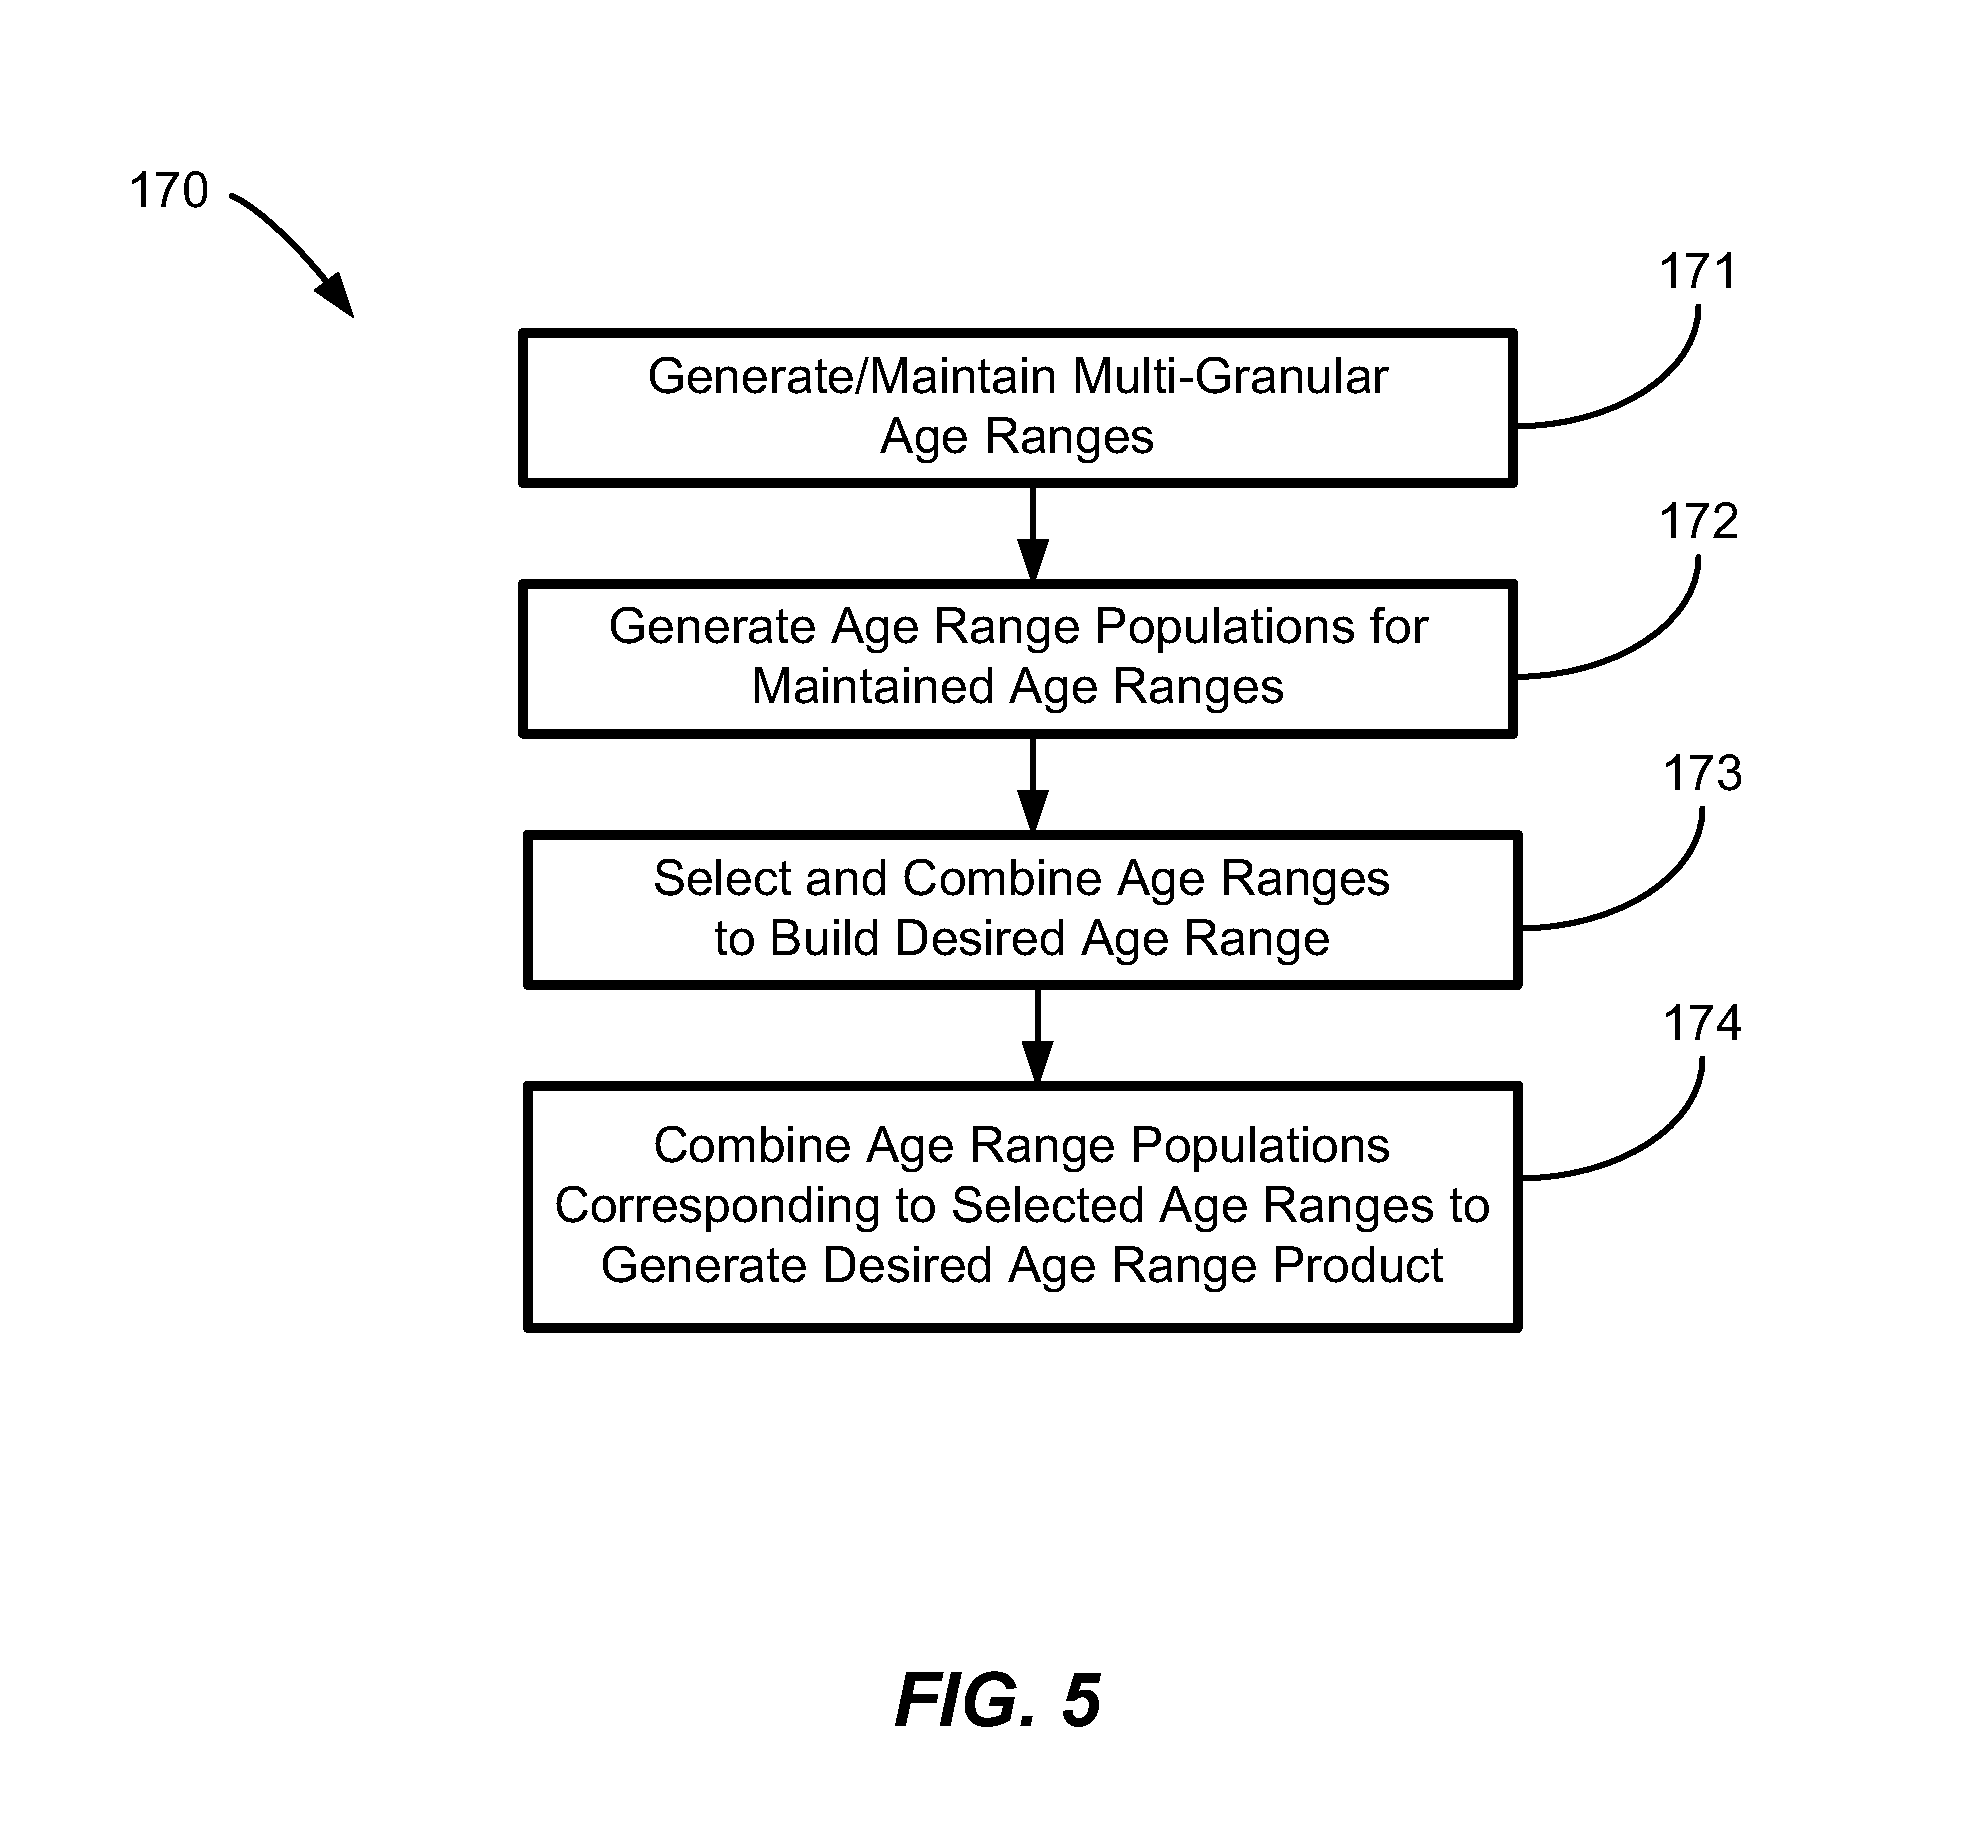 170
171
Generate/Maintain Multi-Granular
Age Ranges
172
Generate Age Range Populations for
Maintained Age Ranges
173
Select and Combine Age Ranges
to Build Desired Age Range
174
Combine Age Range Populations
Corresponding to Selected Age Ranges to
Generate Desired Age Range Product
FIG. 5